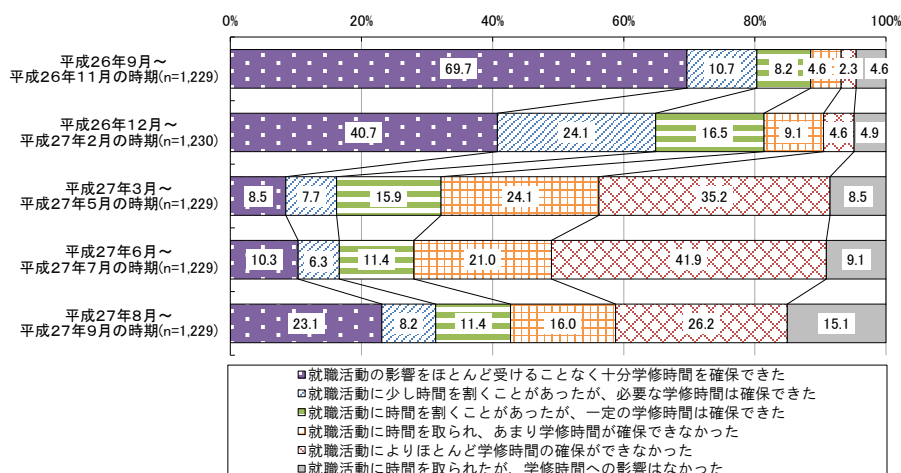 0% 20% 40% 60% 80% 100%
平成26年9月～
平成26年11月の時期(n=1,229)
69.7 10.7 8.2 4.6 2.3 4.6
平成26年12月～
平成27年2月の時期(n=1,230)
40.7 24.1 16.5 9.1 4.6 4.9
平成27年3月～
平成27年5月の時期(n=1,229)
8.5 7.7 15.9 24.1 35.2 8.5
平成27年6月～
平成27年7月の時期(n=1,229)
10.3 6.3 11.4 21.0 41.9 9.1
平成27年8月～
平成27年9月の時期(n=1,229)
23.1 8.2 11.4 16.0 26.2 15.1
就職活動の影響をほとんど受けることなく十分学修時間を確保できた
就職活動に少し時間を割くことがあったが、必要な学修時間は確保できた
就職活動に時間を割くことがあったが、一定の学修時間は確保できた
就職活動に時間を取られ、あまり学修時間が確保できなかった
就職活動によりほとんど学修時間の確保ができなかった
就職活動に時間を取られたが、学修時間への影響はなかった